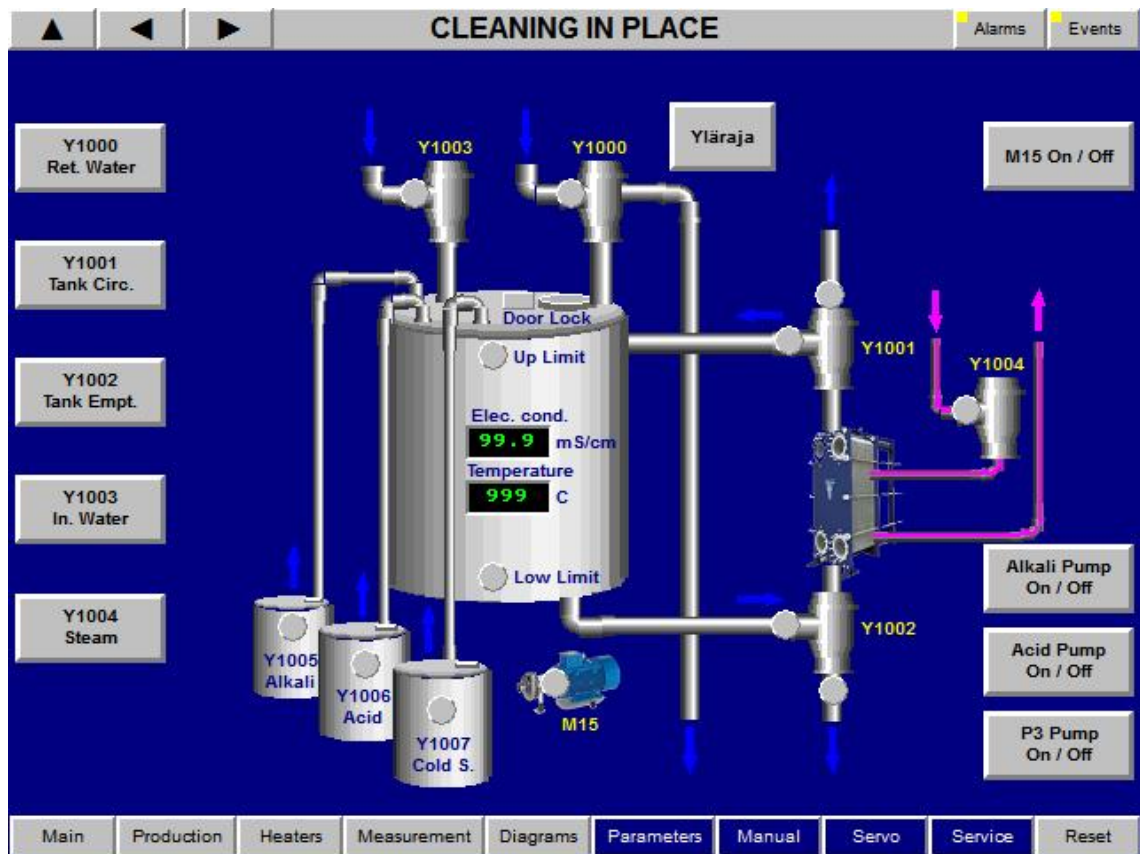 CLEANING IN PLACE
Alarms
Events
Y1000
Ret. Water
Y1003
Y1000
Yläraja
M15 On / Off
Y1001
Tank Circ.
Door Lock
Up Limit
Y1001
Y1004
Y1002
Tank Empt.
Elec. cond.
99.9 mS/cm
Temperature
999 C
Y1003
In. Water
Low Limit
Alkali Pump
On / Off
Y1004
Steam
Y1002
Y1005
Alkali
Y1006
Acid
Y1007
Cold S.
M15
Acid Pump
On / Off
P3 Pump
On / Off
Main
Production
Heaters
Measurement
Diagrams
Parameters
Manual
Servo
Service
Reset